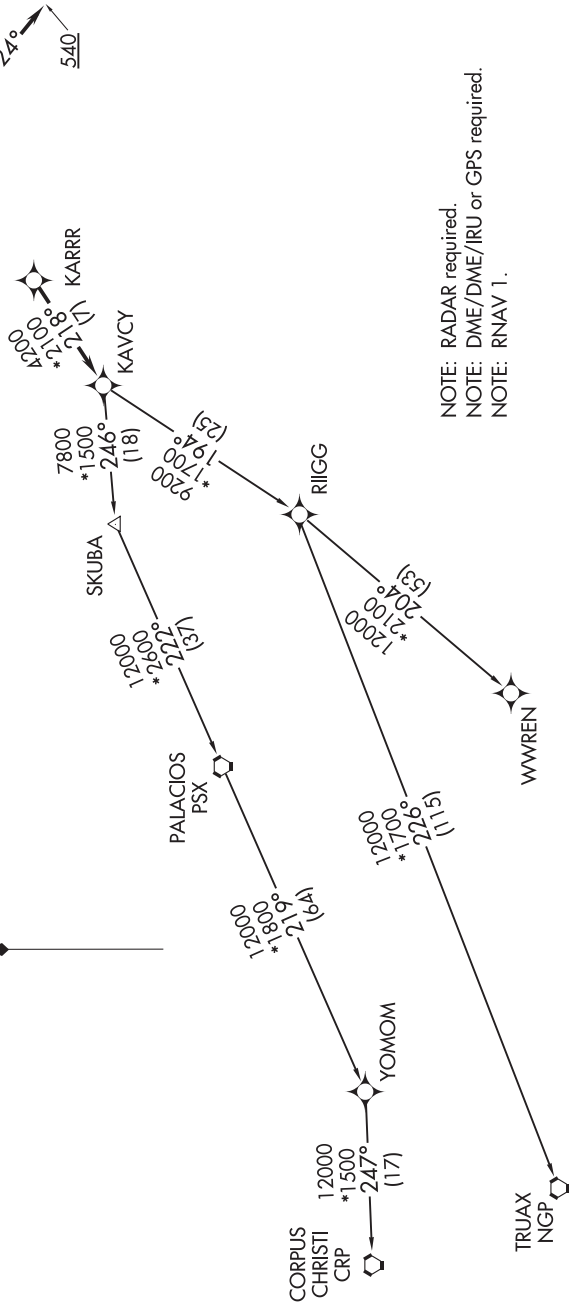 24°
540
KARRR
4200
*2100
218°
(7)
KAVCY
7800
*1500
246°
(18)
9200
*1700
194°
(25)
SKUBA
RIIGG
12000
*2600
222°
(37)
12000
*2100
204°
(53)
PALACIOS
PSX
WWREN
12000
*1700
226°
(115)
12000
*1800
219°
(64)
YOMOM
12000
*1500
247°
(17)
CORPUS
CHRISTI
CRP
TRUAX
NGP
NOTE: RADAR required.
NOTE: DME/DME/IRU or GPS required.
NOTE: RNAV 1.